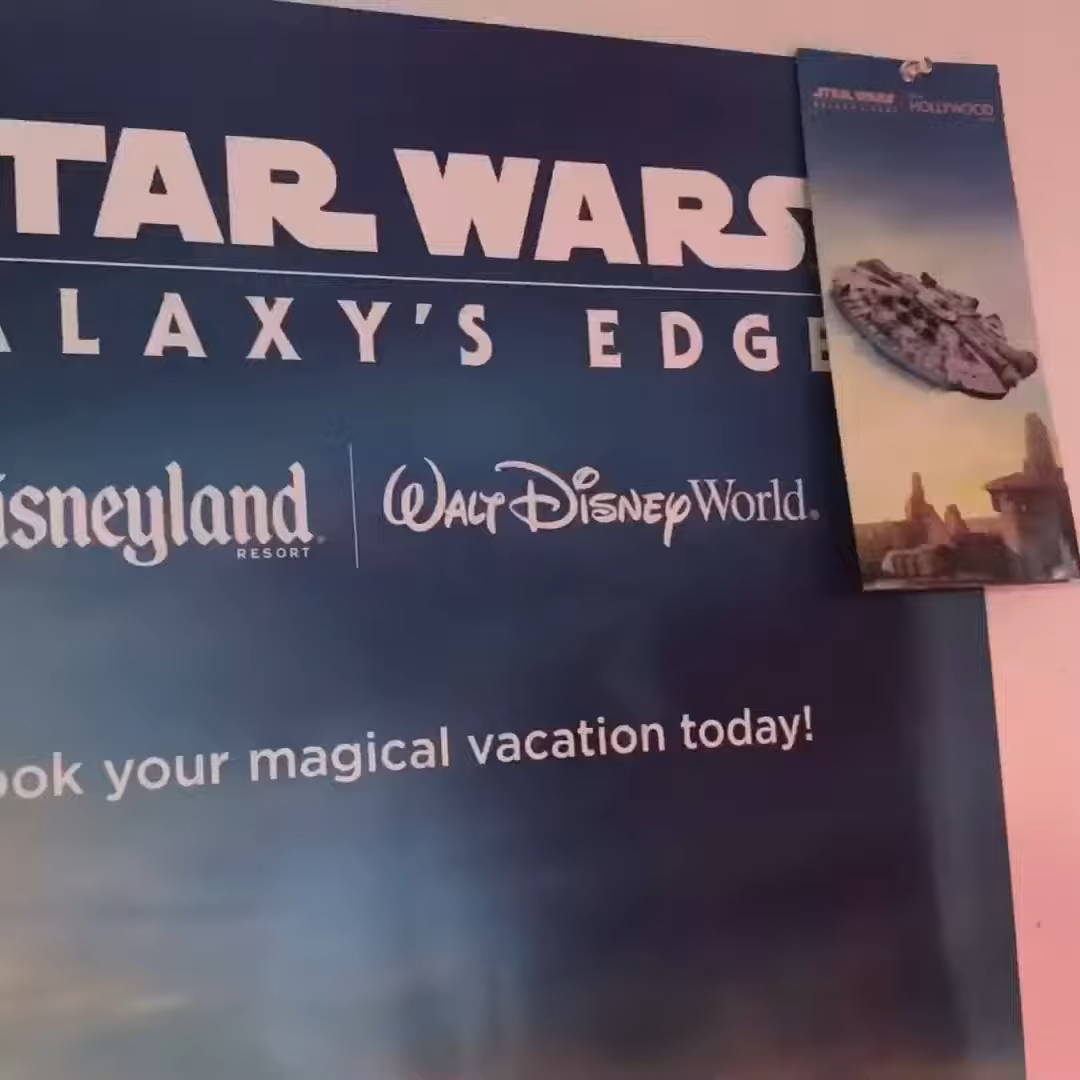 TAR WARS
ALAXY'S EDGE
isneyland
RESORT
WALT DISNEY World.
ook your magical vacation today!
STAR WARS
HOLLYWOOD